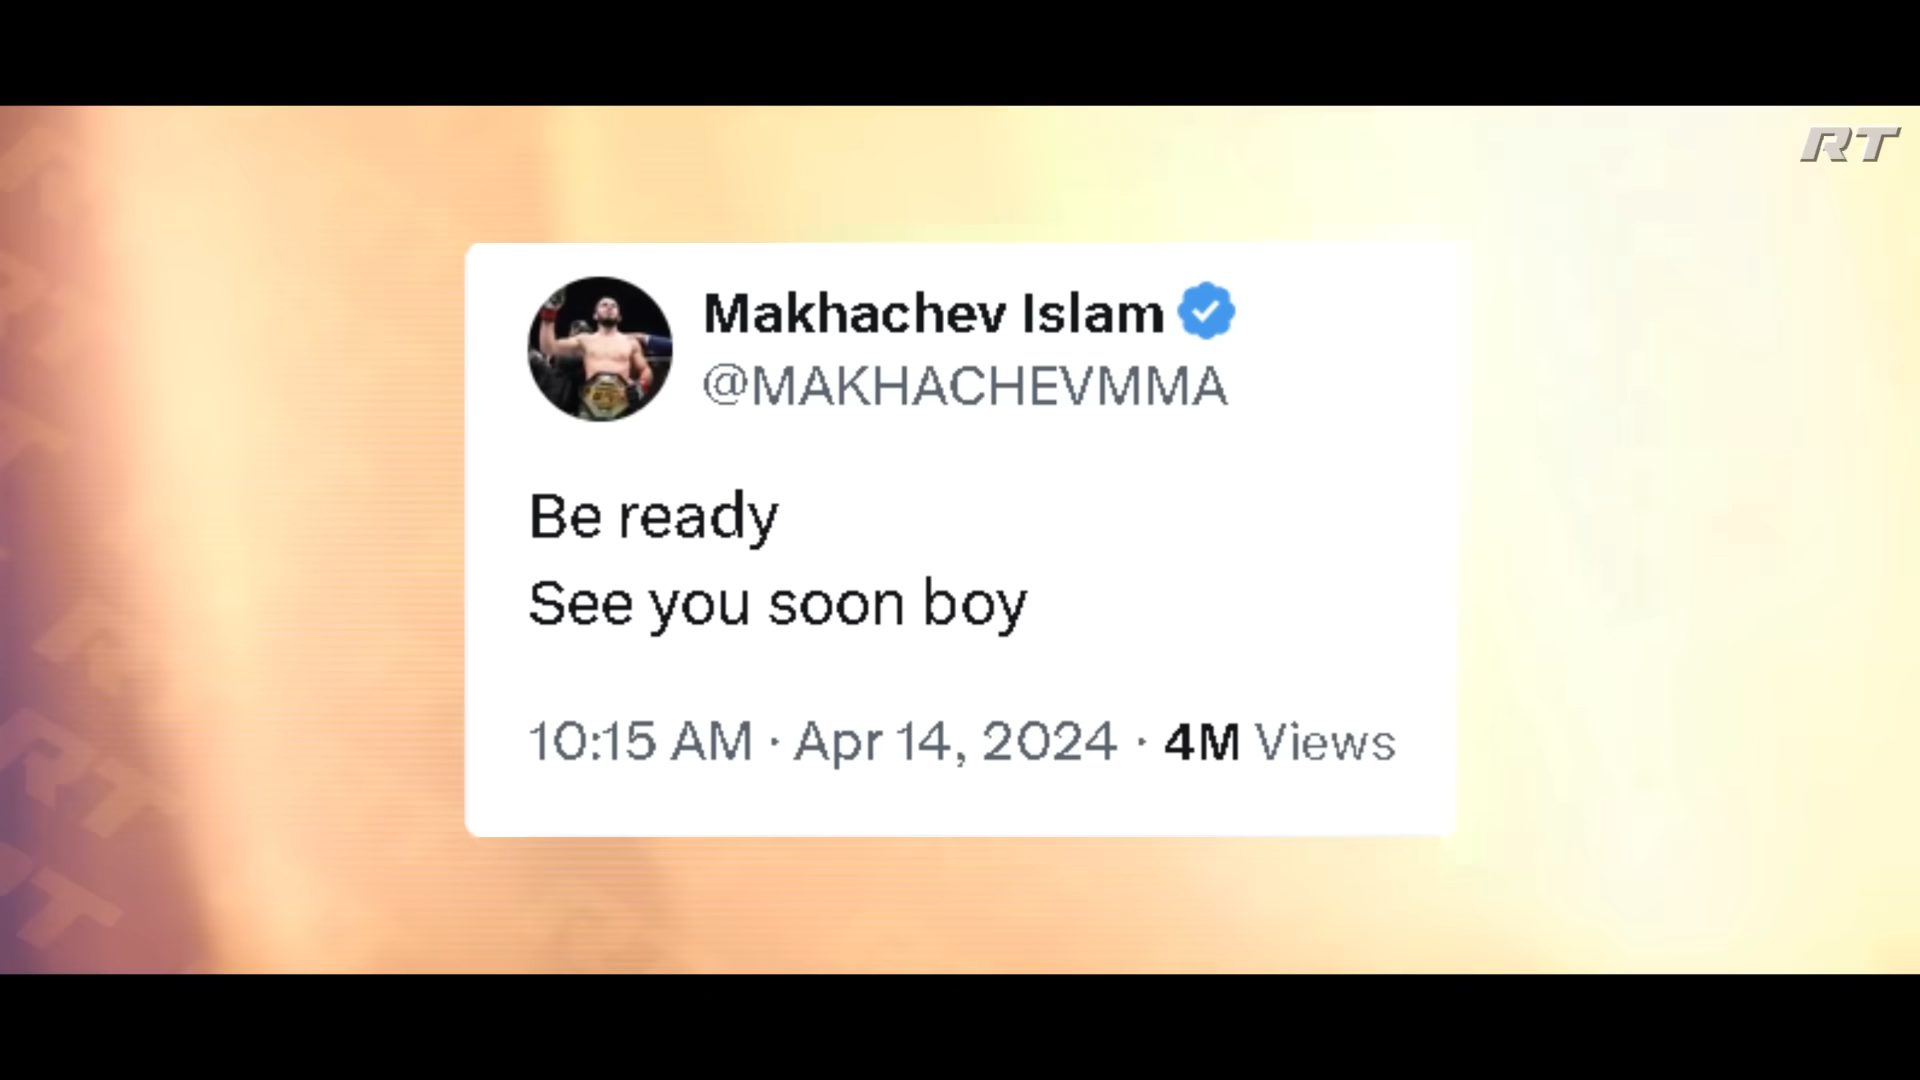 RT
Makhachev Islam
@MAKHACHEVMMA
Be ready
See you soon boy
10:15 AM · Apr 14, 2024 · 4M Views